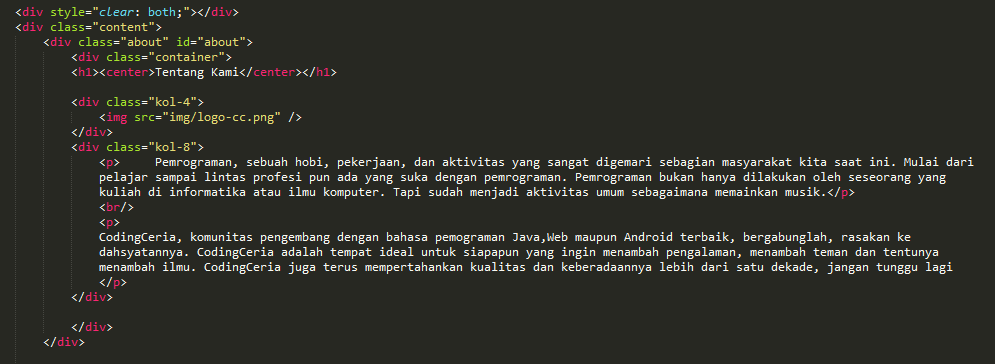 <div style="clear: both;"></div>
<div class="content">
    <div class="about" id="about">
        <div class="container">
        <h1><center>Tentang Kami</center></h1>

        <div class="kol-4">
            <img src="img/logo-cc.png" />
        </div>
        <div class="kol-8">
            <p>     Pemrograman, sebuah hobi, pekerjaan, dan aktivitas yang sangat digemari sebagian masyarakat kita saat ini. Mulai dari
            pelajar sampai lintas profesi pun ada yang suka dengan pemrograman. Pemrograman bukan hanya dilakukan oleh seseorang yang
            kuliah di informatika atau ilmu komputer. Tapi sudah menjadi aktivitas umum sebagaimana memainkan musik.</p>
            <br/>
            <p>
            CodingCeria, komunitas pengembang dengan bahasa pemograman Java,Web maupun Android terbaik, bergabunglah, rasakan ke
            dahsyatannya. CodingCeria adalah tempat ideal untuk siapapun yang ingin menambah pengalaman, menambah teman dan tentunya
            menambah ilmu. CodingCeria juga terus mempertahankan kualitas dan keberadaannya lebih dari satu dekade, jangan tunggu lagi
            </p>
        </div>

        </div>
    </div>